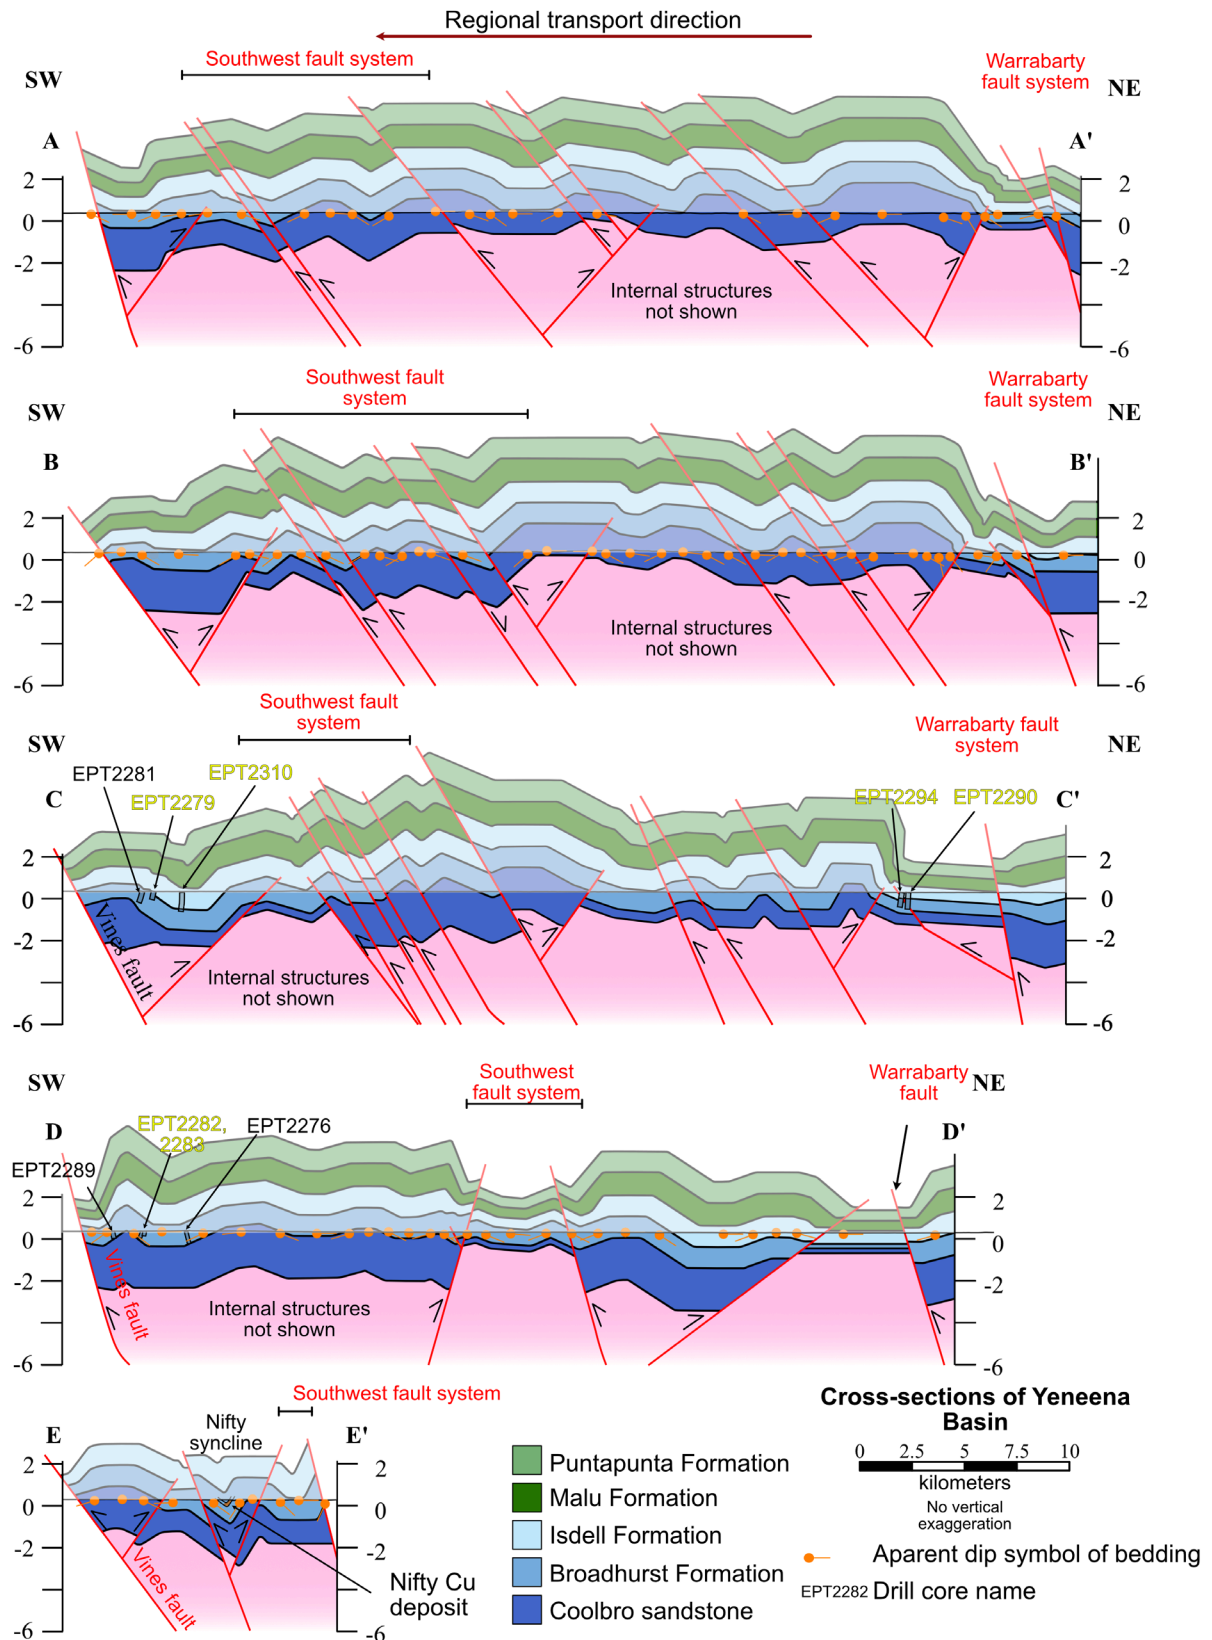 Regional transport direction
Southwest fault system
Warrabarty
fault system
SW
NE
A
A'
2
0
-2
-6
2
0
-2
-6
Internal structures
not shown
Southwest fault
system
Warrabarty
fault system
SW
NE
B
B'
2
0
-2
-6
2
0
-2
-6
Internal structures
not shown
Southwest fault
system
Warrabarty fault
system
SW
NE
EPT2281
EPT2310
EPT2279
EPT2294
EPT2290
C
C'
2
0
-2
-6
2
0
-2
-6
Vines fault
Internal structures
not shown
Southwest
fault system
Warrabarty
fault
SW
NE
D
D'
EPT2282,
2283
EPT2276
EPT2289
2
0
-2
-6
2
0
-2
-6
Vines fault
Internal structures
not shown
Southwest fault system
E
E'
Nifty
syncline
2
0
-2
-6
2
0
-2
-6
Vines fault
Nifty Cu
deposit
Puntapunta Formation
Malu Formation
Isdell Formation
Broadhurst Formation
Coolbro sandstone
Cross-sections of Yeneena
Basin
0 2.5 5 7.5 10
kilometers
No vertical
exaggeration
Aparent dip symbol of bedding
EPT2282 Drill core name